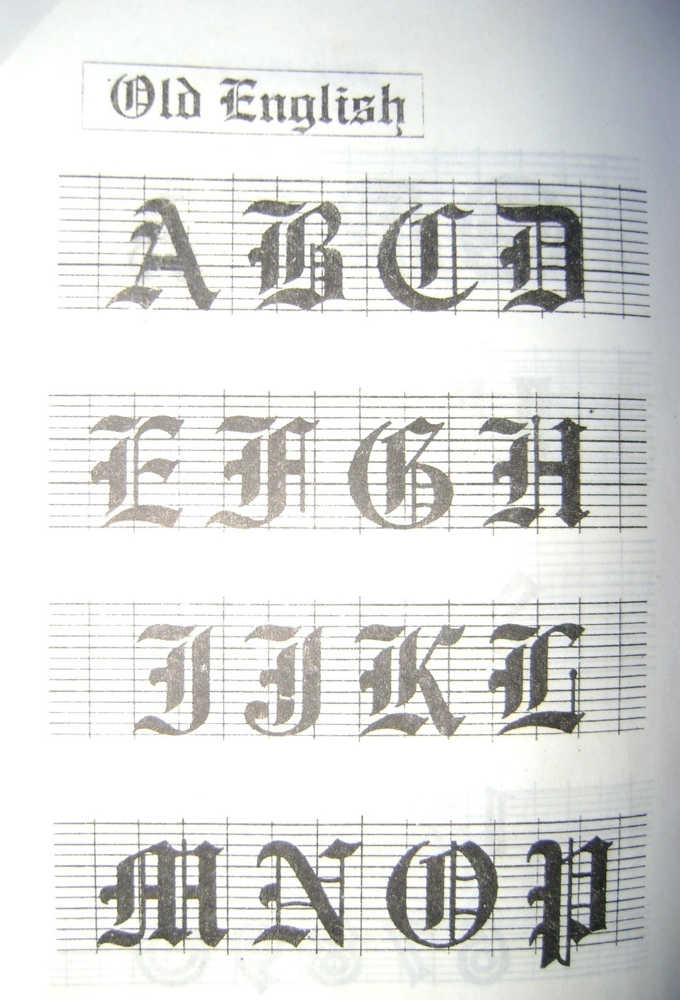 Old English
A B C D
E F G H
I J K L
M N O P